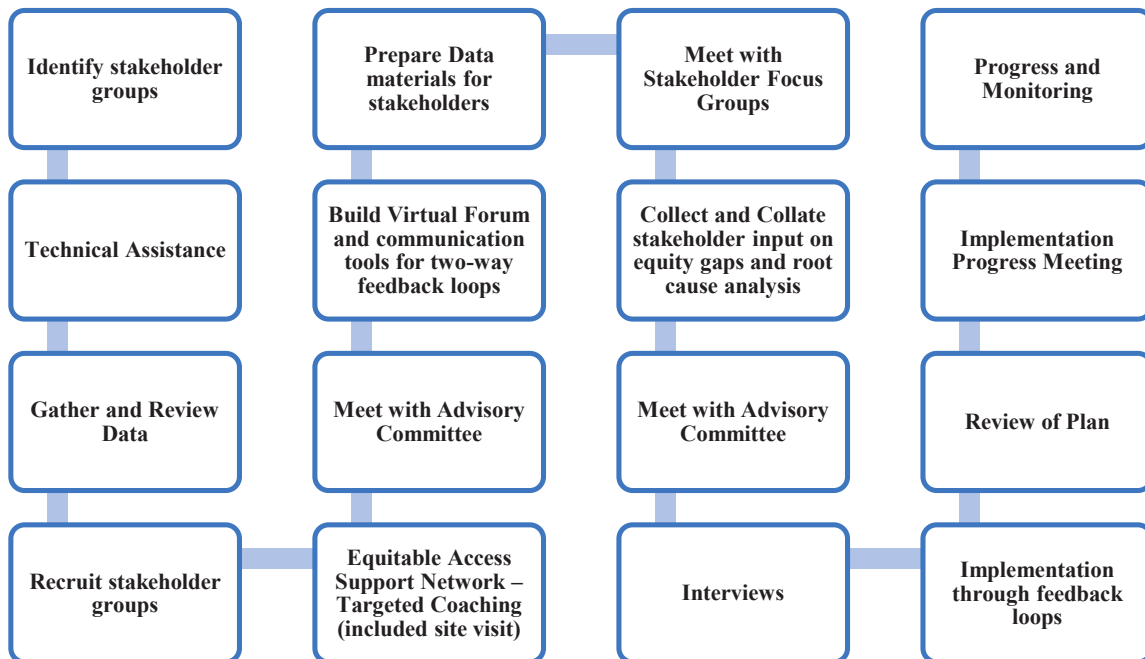 Identify stakeholder
groups
Technical Assistance
Gather and Review
Data
Recruit stakeholder
groups
Equitable Access
Support Network –
Targeted Coaching
(included site visit)
Meet with Advisory
Committee
Build Virtual Forum
and communication
tools for two-way
feedback loops
Prepare Data
materials for
stakeholders
Meet with
Stakeholder Focus
Groups
Collect and Collate
stakeholder input on
equity gaps and root
cause analysis
Meet with Advisory
Committee
Interviews
Implementation
through feedback
loops
Review of Plan
Implementation
Progress Meeting
Progress and
Monitoring